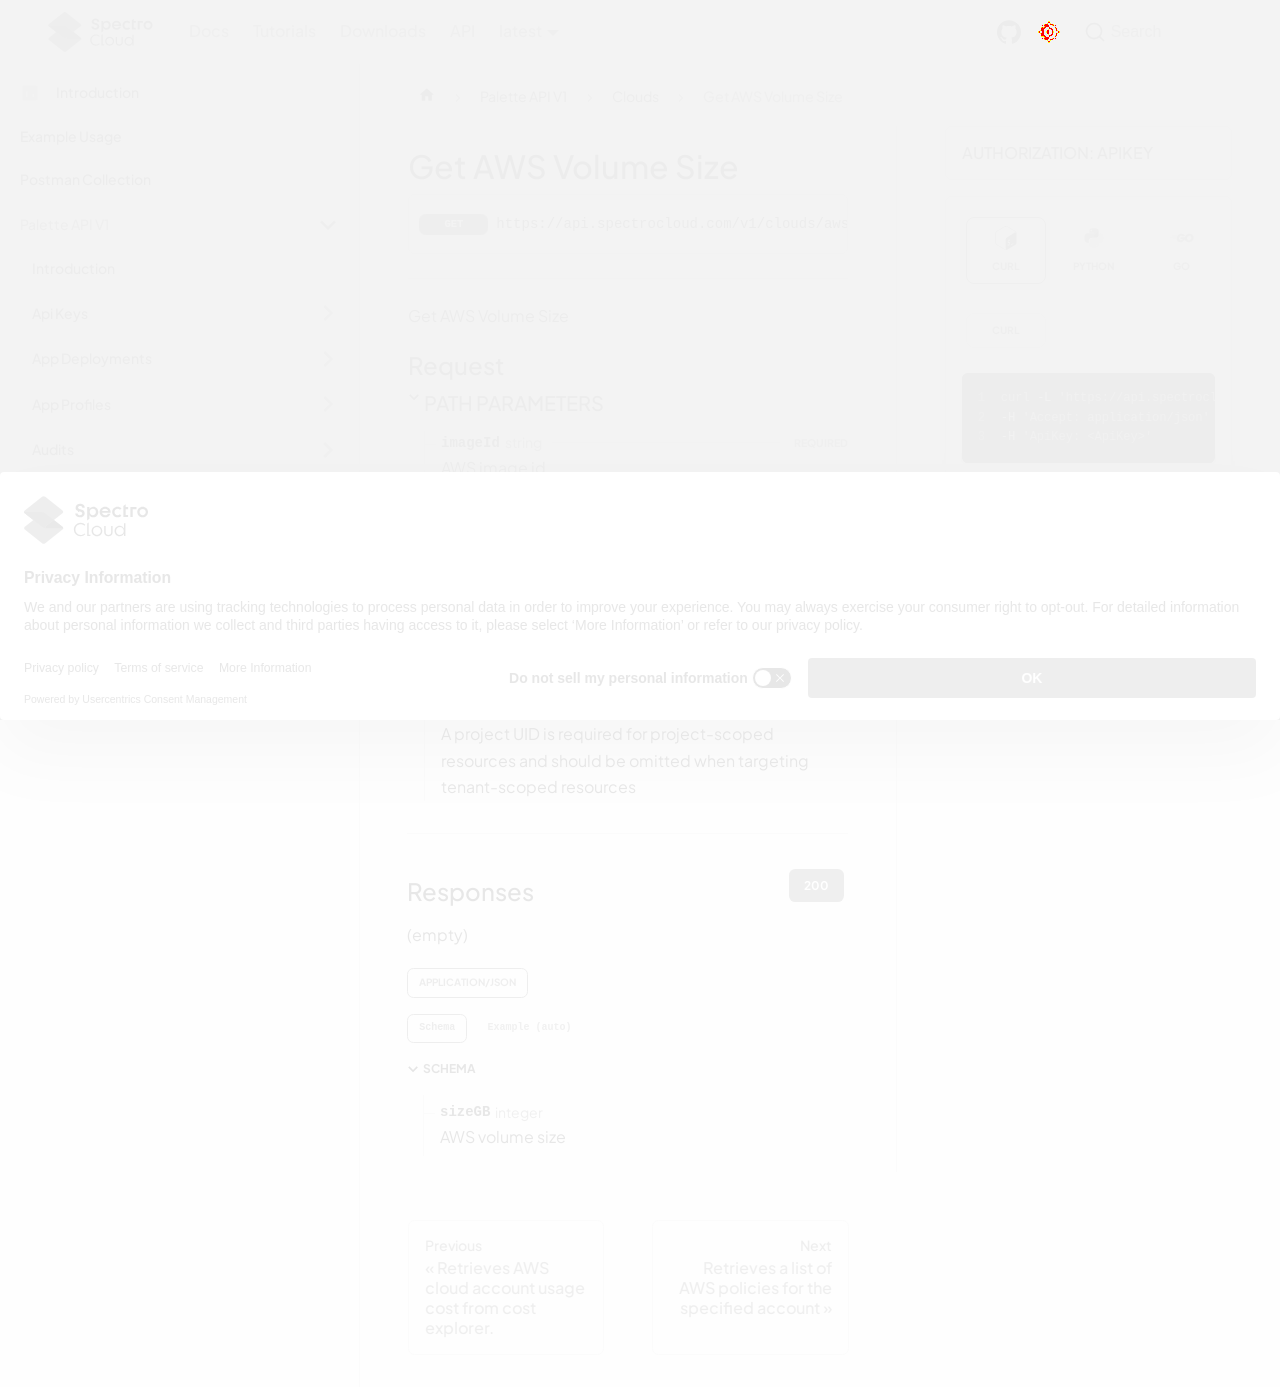 Spectro
Cloud
Docs
Tutorials
Downloads
API
latest
Search
Introduction
Example Usage
Postman Collection
Palette API V1
Introduction
Api Keys
App Deployments
App Profiles
Audits
Palette API V1
Clouds
Get AWS Volume Size
Get AWS Volume Size
GET
https://api.spectrocloud.com/v1/clouds/aws
Get AWS Volume Size
Request
PATH PARAMETERS
imageId string
REQUIRED
AWS image id
AUTHORIZATION: APIKEY
CURL
PYTHON
GO
GO
CURL
Spectro
Cloud
Privacy Information
We and our partners are using tracking technologies to process personal data in order to improve your experience. You may always exercise your consumer right to opt-out. For detailed information
about personal information we collect and third parties having access to it, please select ‘More Information’ or refer to our privacy policy.
Privacy policy
Terms of service
More Information
Powered by Usercentrics Consent Management
Do not sell my personal information
OK
A project UID is required for project-scoped
resources and should be omitted when targeting
tenant-scoped resources
Responses
200
(empty)
APPLICATION/JSON
Schema
Example (auto)
SCHEMA
sizeGB integer
AWS volume size
Previous
« Retrieves AWS
cloud account usage
cost from cost
explorer.
Next
Retrieves a list of
AWS policies for the
specified account »